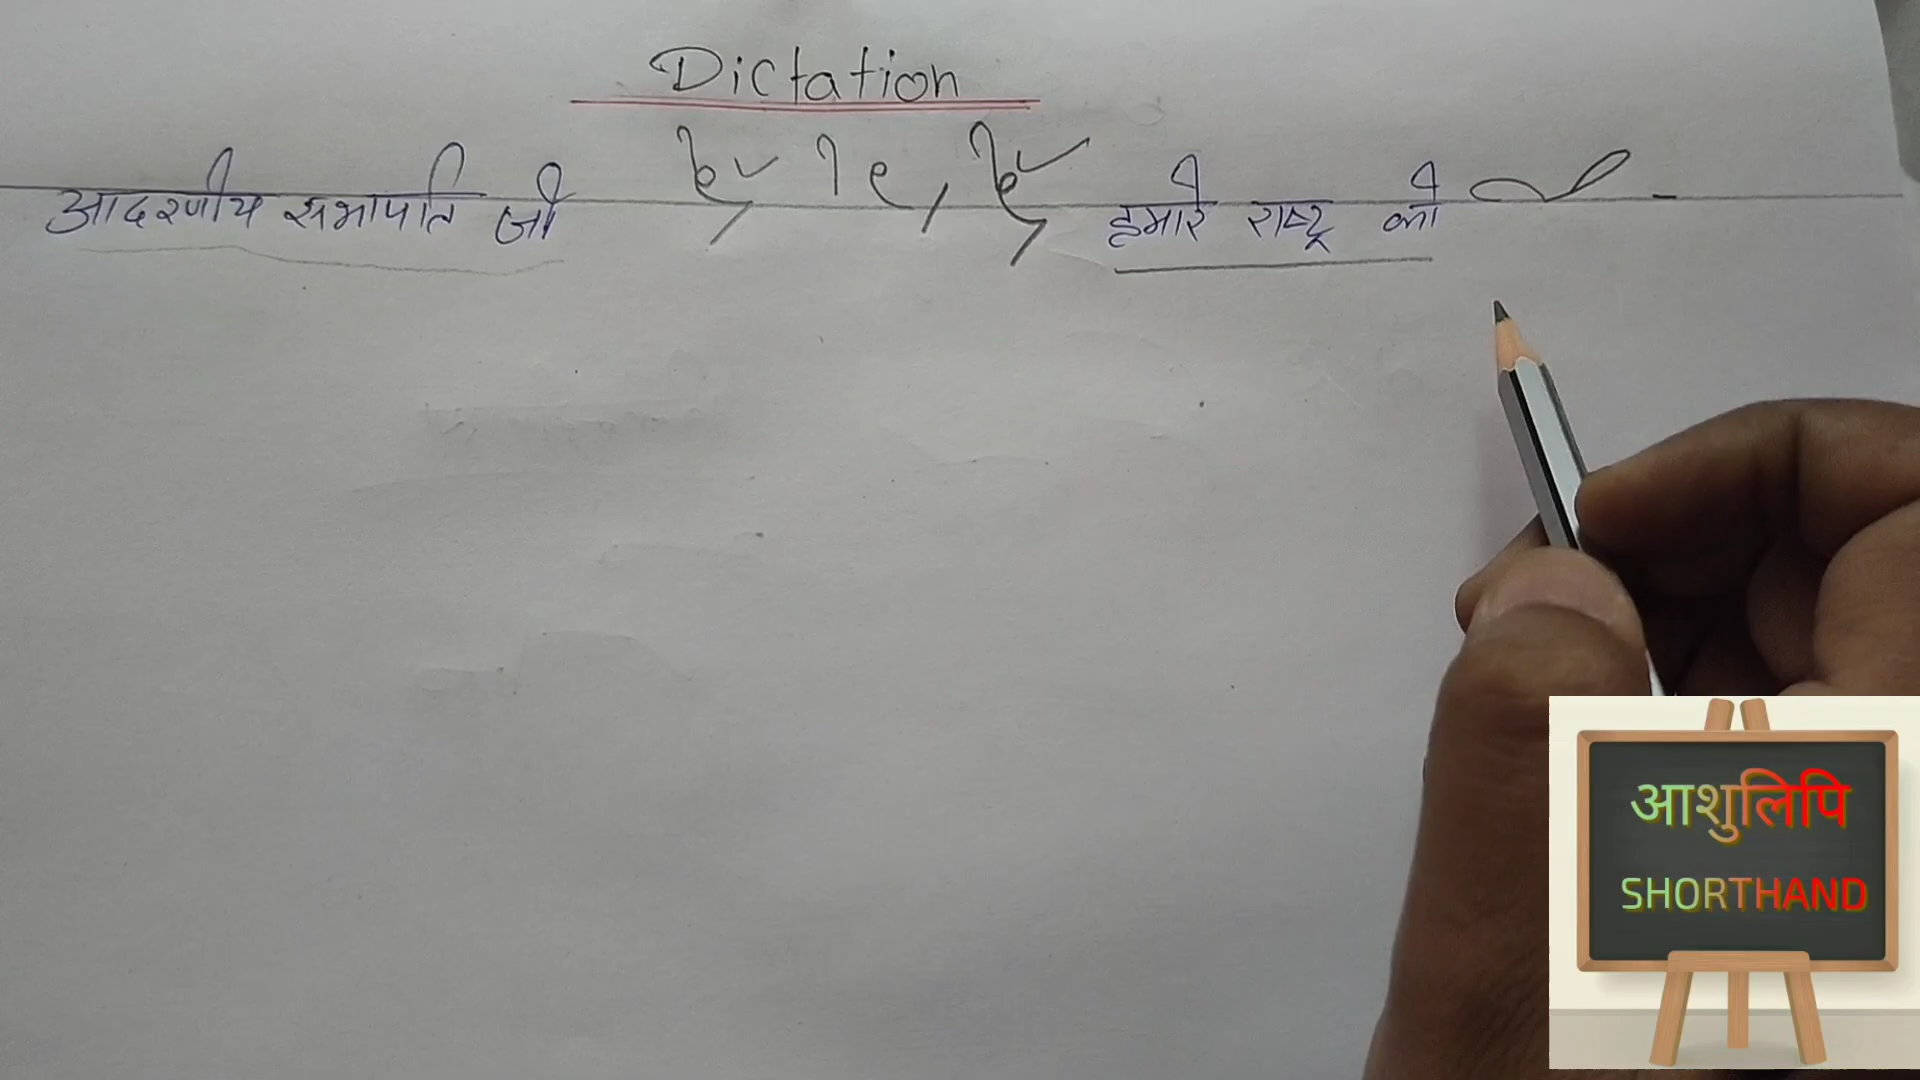 Dictation
आदरणीय सभापति जी हमारे राष्ट्र की
आशुलिपि
SHORTHAND